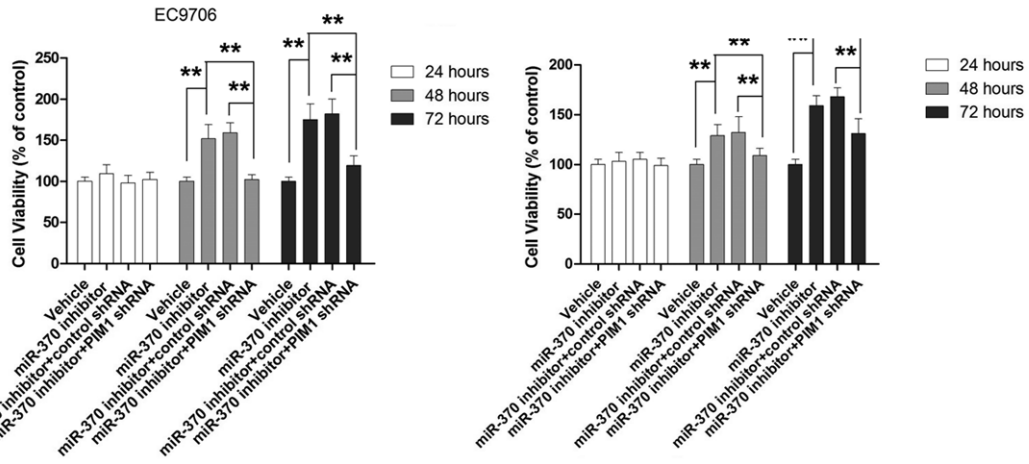 EC9706
**
**
**
**
**
**
250
200
150
100
50
0
Cell Viability (% of control)
24 hours
48 hours
72 hours
Vehicle
miR-370 inhibitor
inhibitor+control shRNA
miR-370 inhibitor+PIM1 shRNA
Vehicle
miR-370 inhibitor
miR-370 inhibitor+control shRNA
miR-370 inhibitor+PIM1 shRNA
Vehicle
miR-370 inhibitor
miR-370 inhibitor+control shRNA
miR-370 inhibitor+PIM1 shRNA
**
**
**
**
**
200
150
100
50
0
Cell Viability (% of control)
24 hours
48 hours
72 hours
Vehicle
miR-370 inhibitor
miR-370 inhibitor+control shRNA
miR-370 inhibitor+PIM1 shRNA
Vehicle
miR-370 inhibitor
miR-370 inhibitor+control shRNA
miR-370 inhibitor+PIM1 shRNA
Vehicle
miR-370 inhibitor
miR-370 inhibitor+control shRNA
miR-370 inhibitor+PIM1 shRNA